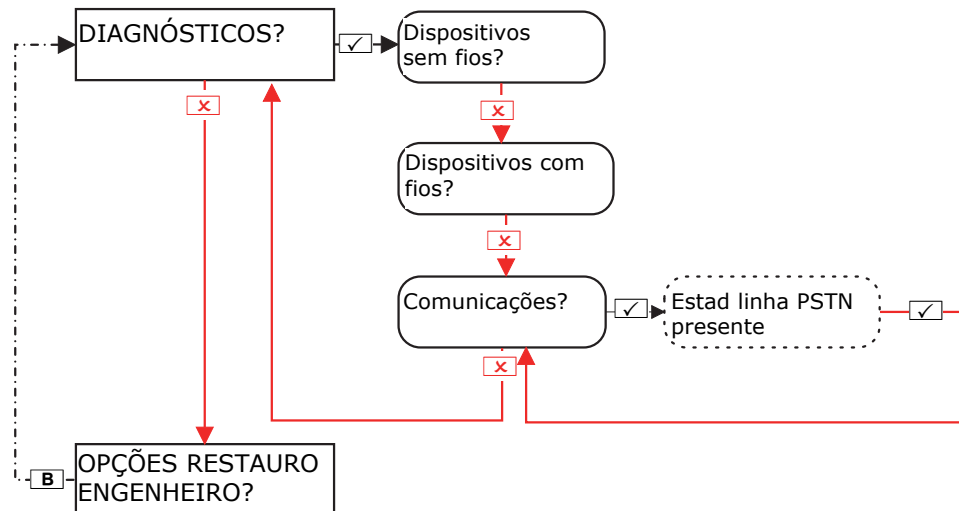 DIAGNÓSTICOS?
✓
Dispositivos
sem fios?
x
x
Dispositivos com
fios?
x
Comunicações?
✓
Estad linha PSTN
presente
✓
x
OPÇÕES RESTAURO
ENGENHEIRO?
B